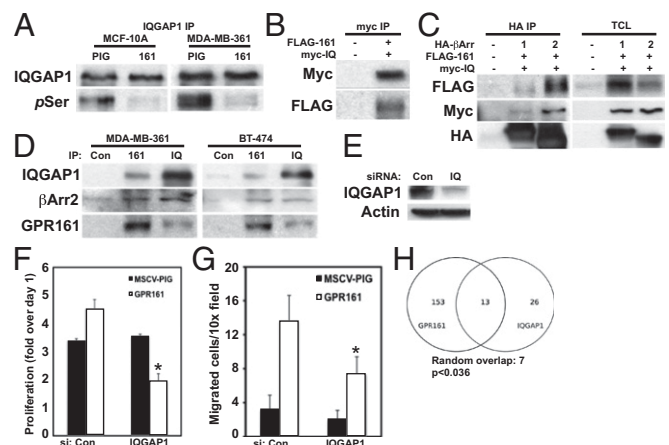 A
IQGAP1 IP
MCF-10A MDA-MB-361
PIG 161 PIG 161
IQGAP1
pSer
B
myc IP
FLAG-161 - +
myc-IQ - +
Myc
FLAG
C
HA IP TCL
HA-βArr - 1 2 - 1 2
FLAG-161 - + + - + +
myc-IQ - + + - + +
FLAG
Myc
HA
D
MDA-MB-361 BT-474
IP: Con 161 IQ Con 161 IQ
IQGAP1
βArr2
GPR161
E
siRNA: Con IQ
IQGAP1
Actin
F
Proliferation (fold over day 1)
6
5
4
3
2
1
0
MSCV-PIG
GPR161
*
si: Con IQGAP1
G
Migrated cells/10x field
20
16
12
8
4
0
MSCV-PIG
GPR161
*
si: Con IQGAP1
H
153 13 26
GPR161 IQGAP1
Random overlap: 7
p<0.036